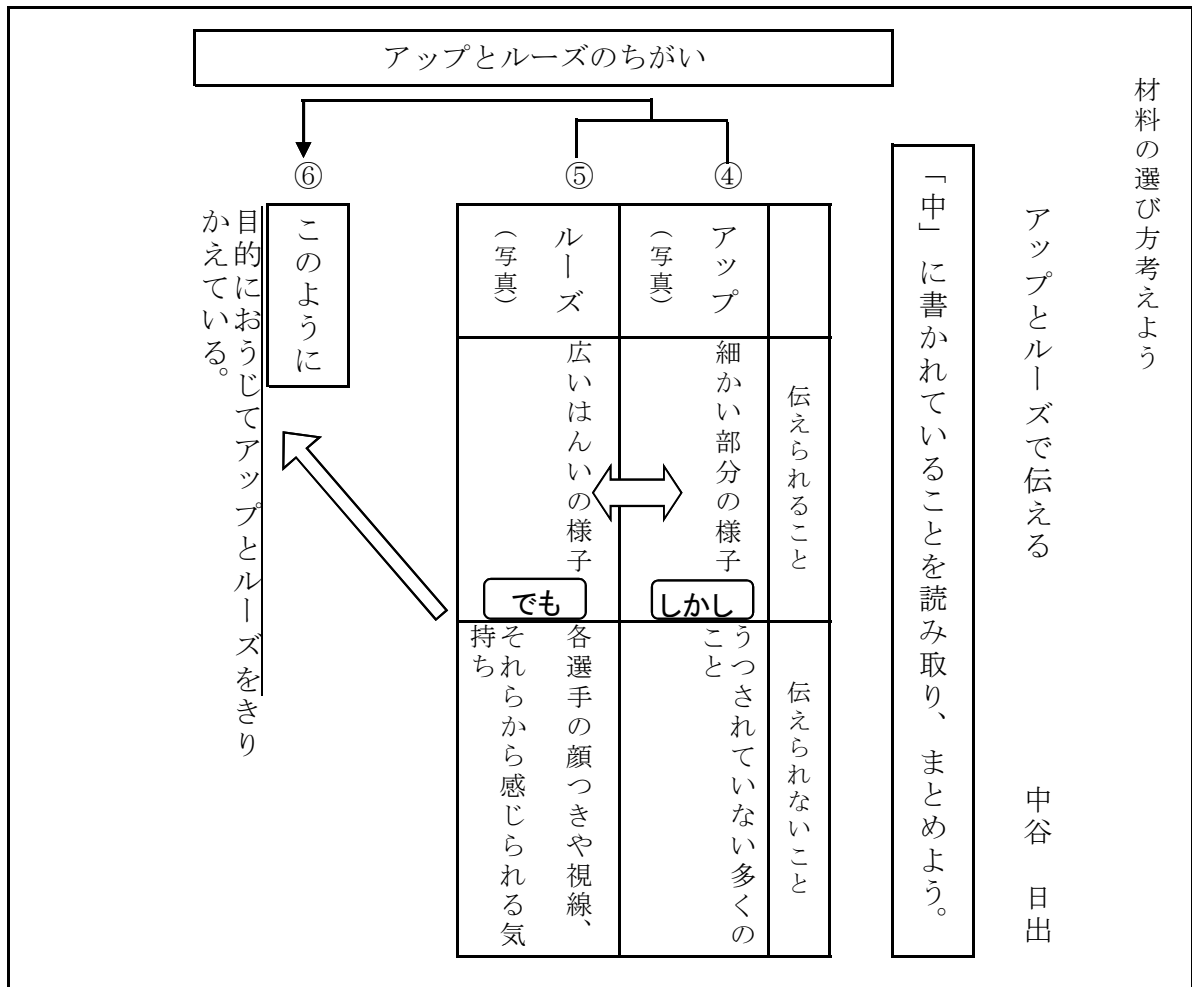 材料の選び方考えよう
アップとルーズで伝える　　　　　中谷　日出
「中」に書かれていることを読み取り、まとめよう。
アップとルーズのちがい
伝えられること
伝えられないこと
④
アップ
（写真）
細かい部分の様子
しかし
うつされていない多くの
こと
⑤
ルーズ
（写真）
広いはんいの様子
でも
各選手の顔つきや視線、
それらから感じられる気
持ち
⑥
このように
目的におうじてアップとルーズをきり
かえている。